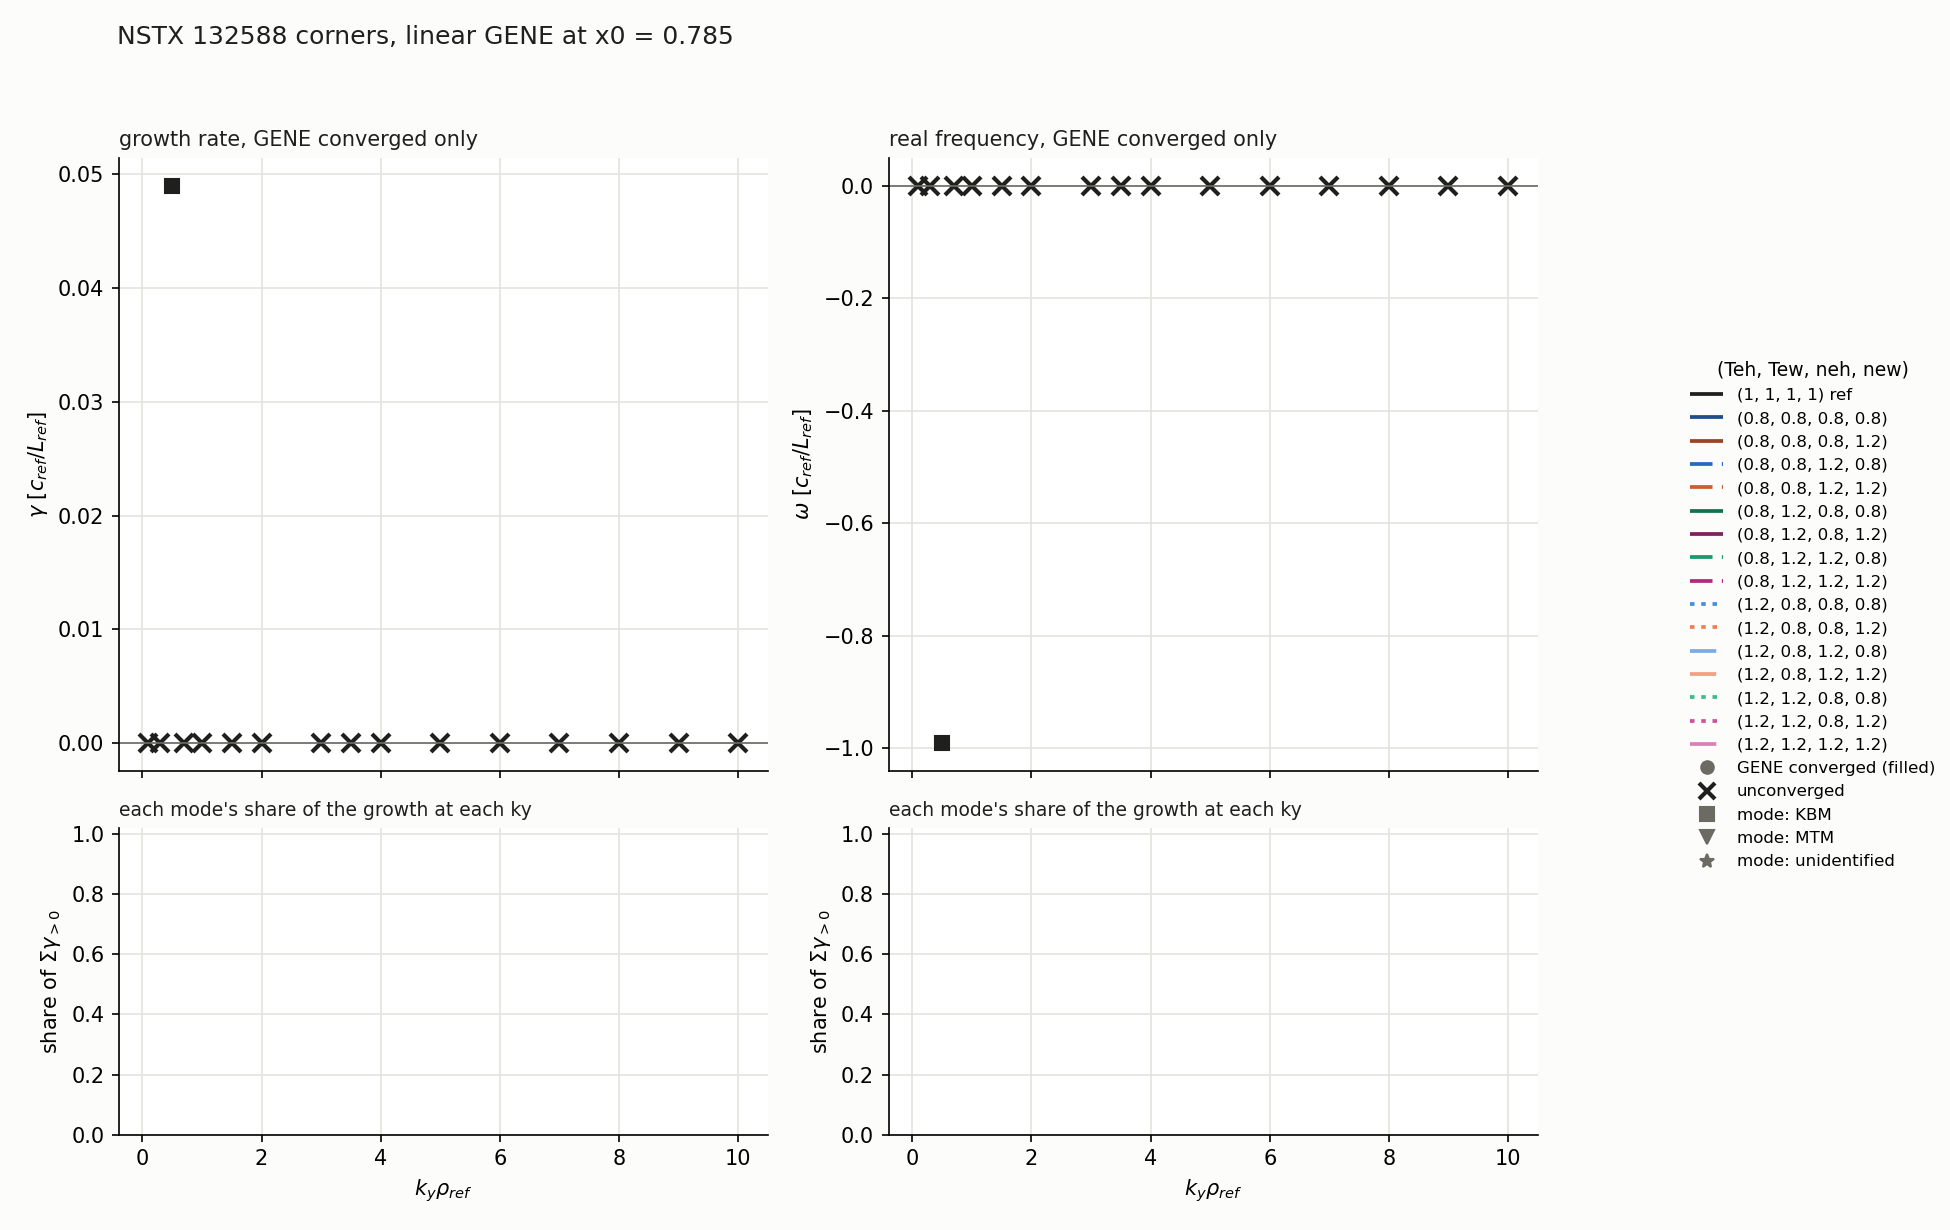 NSTX 132588 corners, linear GENE at x0 = 0.785
growth rate, GENE converged only
0.05
0.04
0.03
0.02
0.01
0.00
γ [c_ref/L_ref]
real frequency, GENE converged only
0.0
−0.2
−0.4
−0.6
−0.8
−1.0
ω [c_ref/L_ref]
each mode's share of the growth at each ky
1.0
0.8
0.6
0.4
0.2
0.0
share of Σγ_>0
0 2 4 6 8 10
k_yρ_ref
each mode's share of the growth at each ky
1.0
0.8
0.6
0.4
0.2
0.0
share of Σγ_>0
0 2 4 6 8 10
k_yρ_ref
(Teh, Tew, neh, new)
(1, 1, 1, 1) ref
(0.8, 0.8, 0.8, 0.8)
(0.8, 0.8, 0.8, 1.2)
(0.8, 0.8, 1.2, 0.8)
(0.8, 0.8, 1.2, 1.2)
(0.8, 1.2, 0.8, 0.8)
(0.8, 1.2, 0.8, 1.2)
(0.8, 1.2, 1.2, 0.8)
(0.8, 1.2, 1.2, 1.2)
(1.2, 0.8, 0.8, 0.8)
(1.2, 0.8, 0.8, 1.2)
(1.2, 0.8, 1.2, 0.8)
(1.2, 0.8, 1.2, 1.2)
(1.2, 1.2, 0.8, 0.8)
(1.2, 1.2, 0.8, 1.2)
(1.2, 1.2, 1.2, 1.2)
GENE converged (filled)
unconverged
mode: KBM
mode: MTM
mode: unidentified